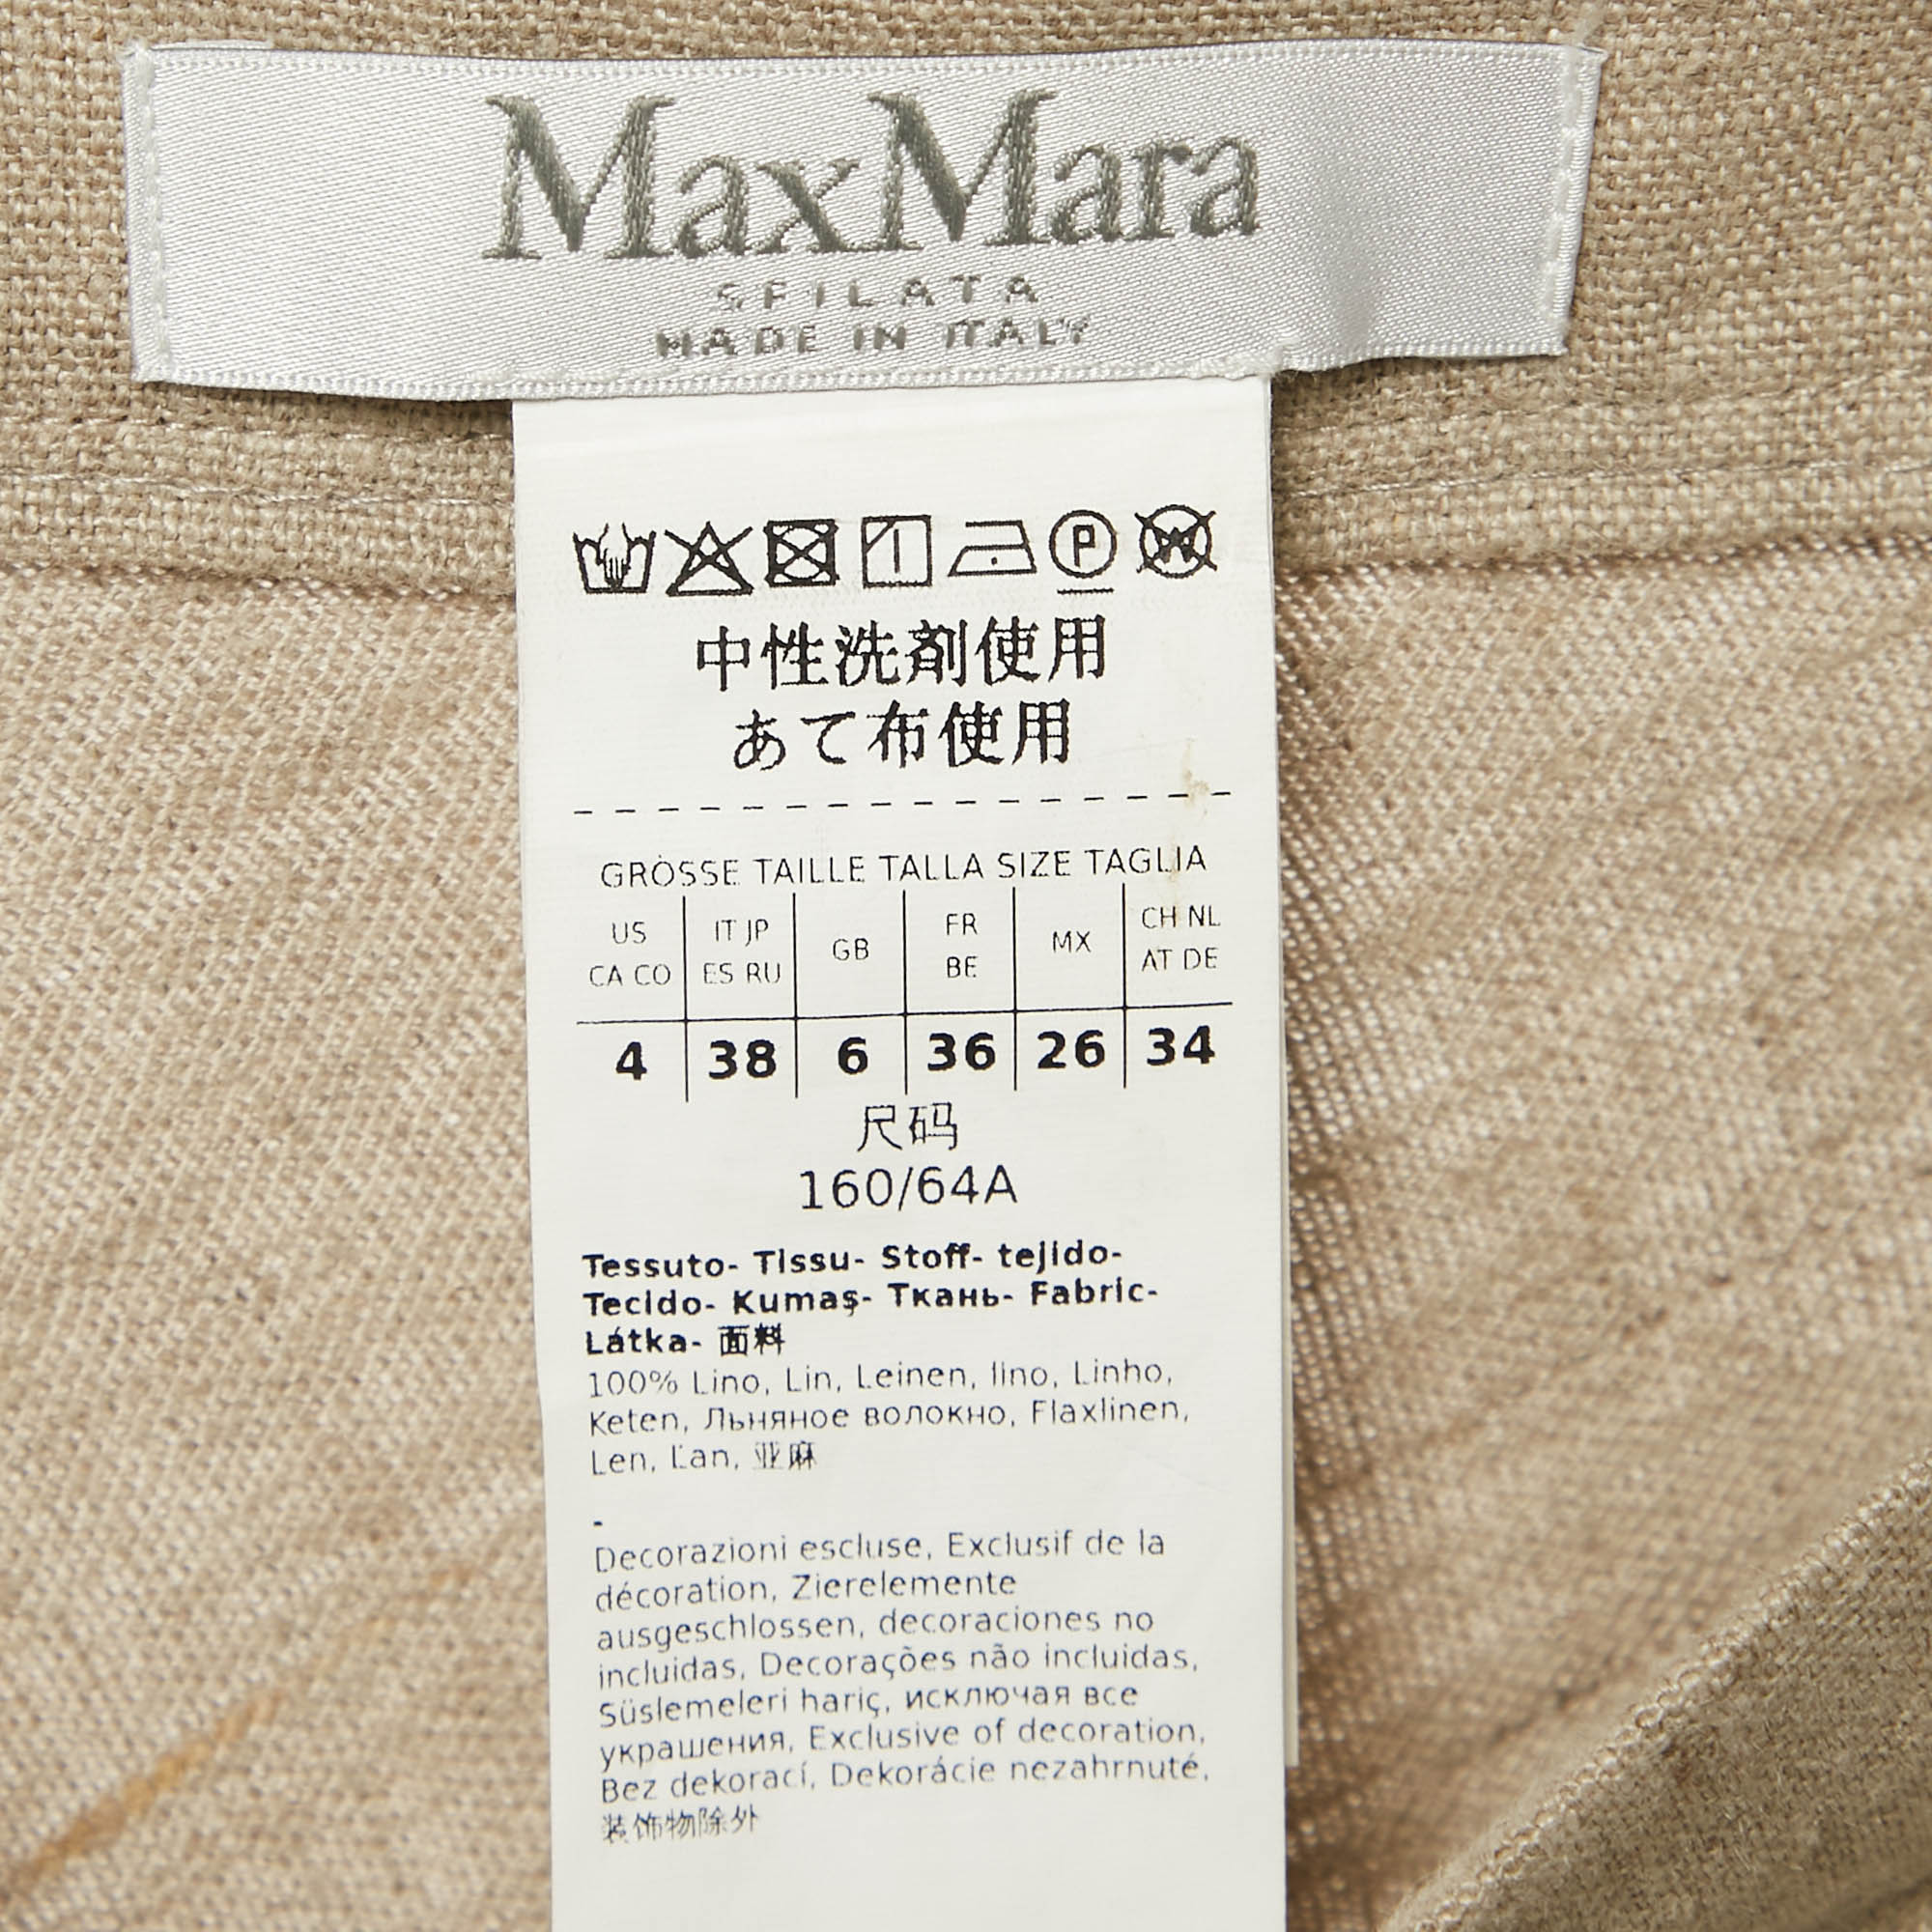 MaxMara
SFILATA
MADE IN ITALY
P W
中性洗剤使用
あて布使用
GRÖSSE TAILLE TALLA SIZE TAGLIA
US CA CO | IT JP ES RU | GB | FR BE | MX | CH NL AT DE
4 38 6 36 26 34
尺码
160/64A
Tessuto- Tissu- Stoff- tejido-
Tecido- Kumaş- Ткань- Fabric-
Látka- 面料
100% Lino, Lin, Leinen, lino, Linho,
Keten, Льняное волокно, Flaxlinen,
Len, Ľan, 亚麻
-
Decorazioni escluse, Exclusif de la
décoration, Zierelemente
ausgeschlossen, decoraciones no
incluidas, Decorações não incluidas,
Süslemeleri hariç, исключая все
украшения, Exclusive of decoration,
Bez dekorací, Dekorácie nezahrnuté,
装饰物除外